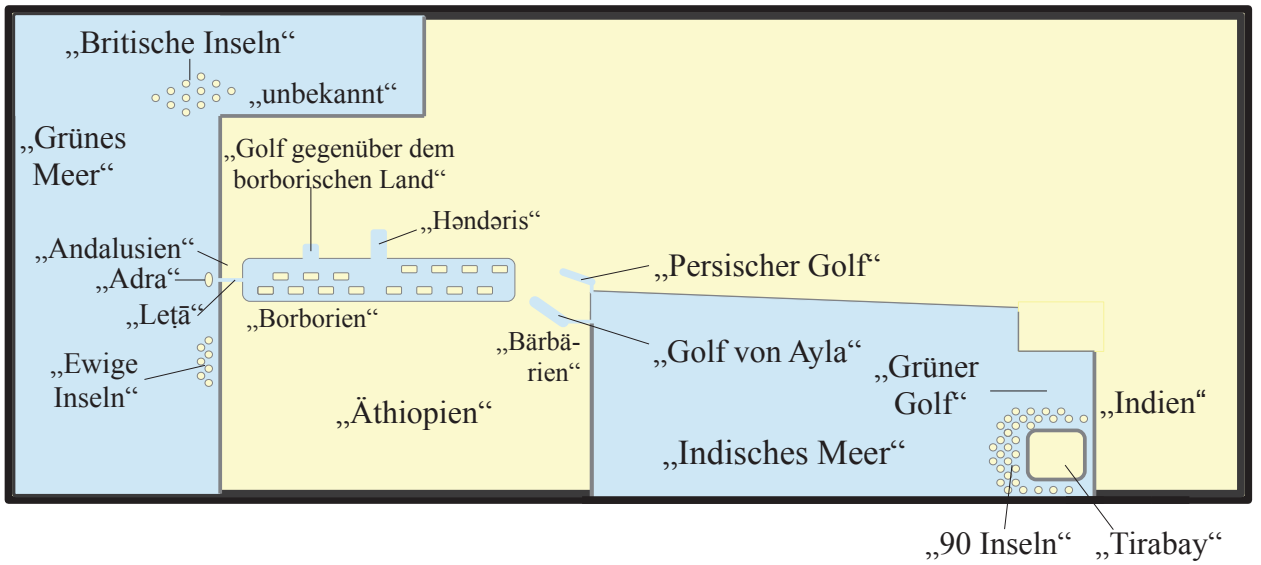 „Britische Inseln“
„unbekannt“
„Grünes
Meer“
„Golf gegenüber dem
borborischen Land“
„Həndəris“
„Andalusien“
„Adra“
„Leṭā“
„Borborien“
„Persischer Golf“
„Bärbä-
rien“
„Golf von Ayla“
„Ewige
Inseln“
„Äthiopien“
„Grüner
Golf“
„Indien“
„Indisches Meer“
„90 Inseln“
„Tirabay“